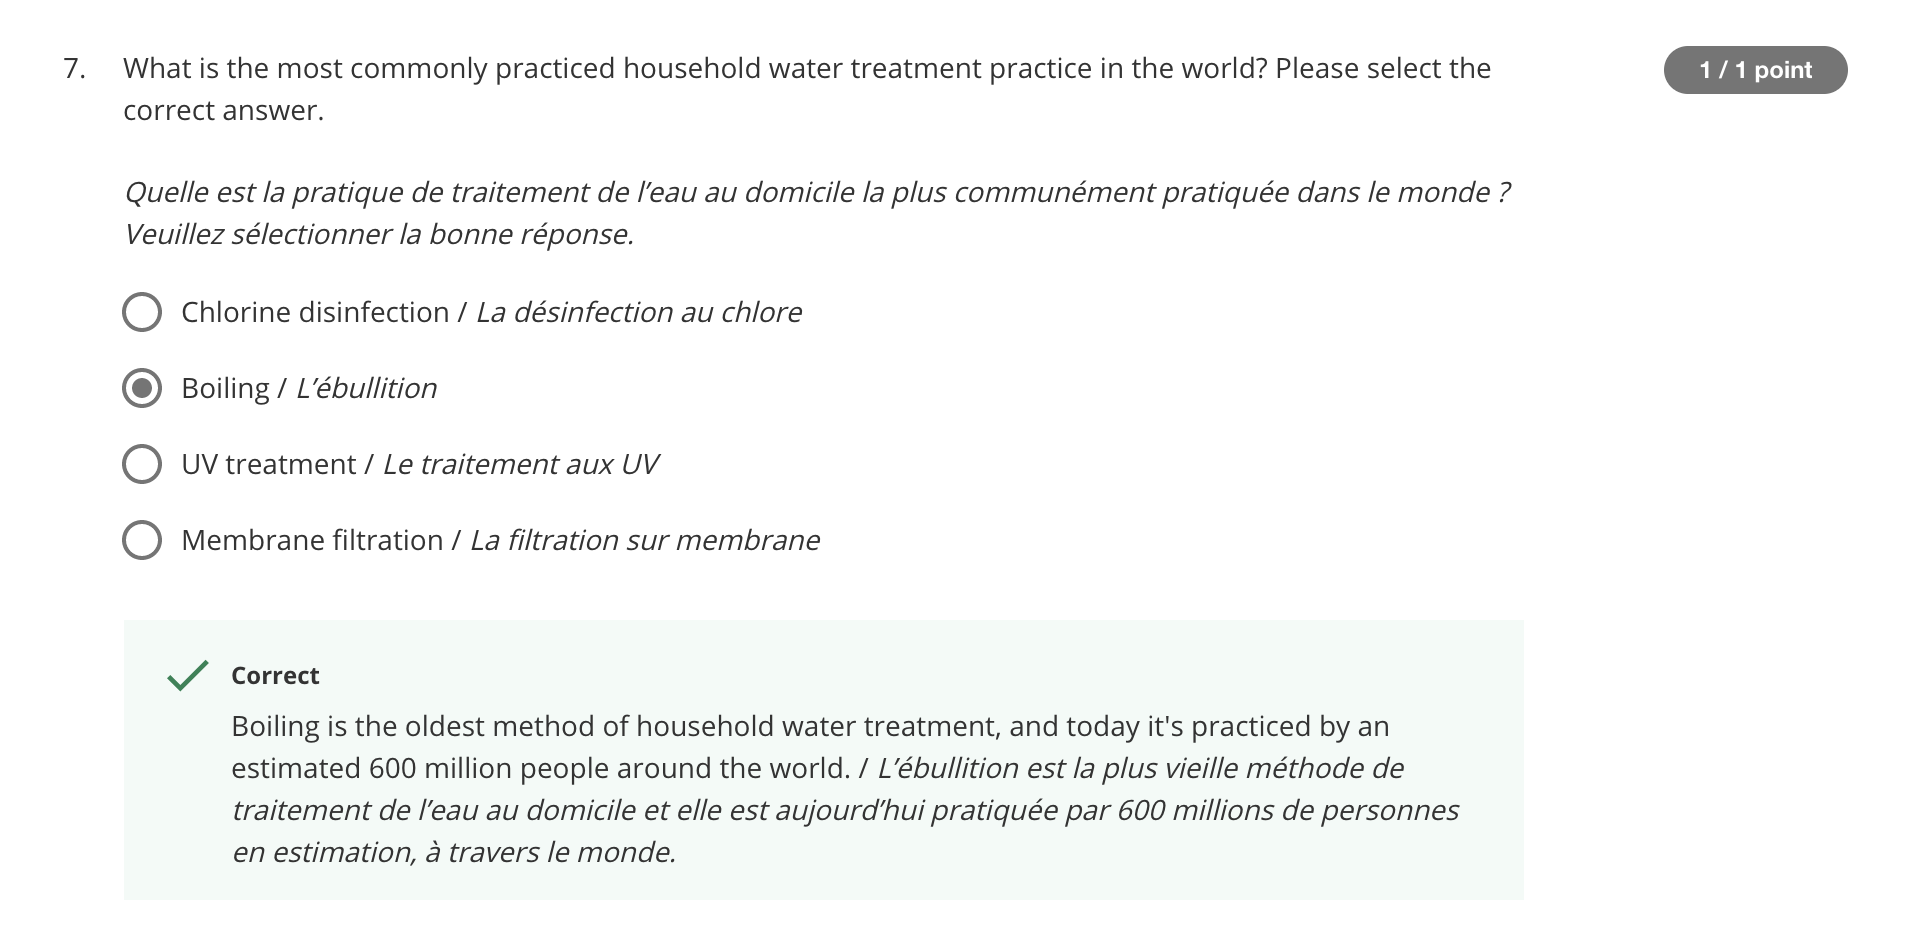 7. What is the most commonly practiced household water treatment practice in the world? Please select the
correct answer.
1 / 1 point
Quelle est la pratique de traitement de l’eau au domicile la plus communément pratiquée dans le monde ?
Veuillez sélectionner la bonne réponse.
Chlorine disinfection / La désinfection au chlore
Boiling / L’ébullition
UV treatment / Le traitement aux UV
Membrane filtration / La filtration sur membrane
Correct
Boiling is the oldest method of household water treatment, and today it's practiced by an
estimated 600 million people around the world. / L’ébullition est la plus vieille méthode de
traitement de l’eau au domicile et elle est aujourd’hui pratiquée par 600 millions de personnes
en estimation, à travers le monde.